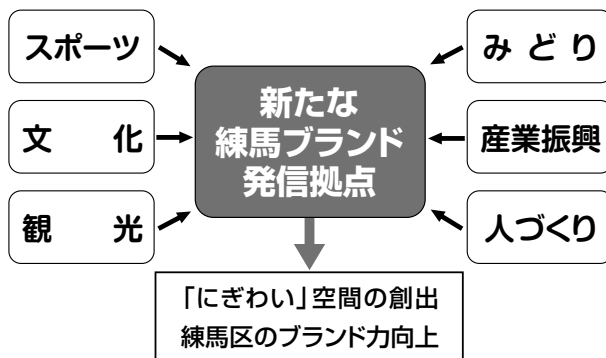 スポーツ
文化
観光
新たな
練馬ブランド
発信拠点
みどり
産業振興
人づくり
「にぎわい」空間の創出
練馬区のブランド力向上